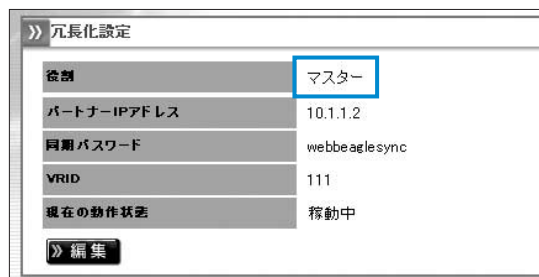 » 冗長化設定
役割 マスター
パートナーIPアドレス 10.1.1.2
同期パスワード webbeaglesync
VRID 111
現在の動作状態 稼動中
» 編集